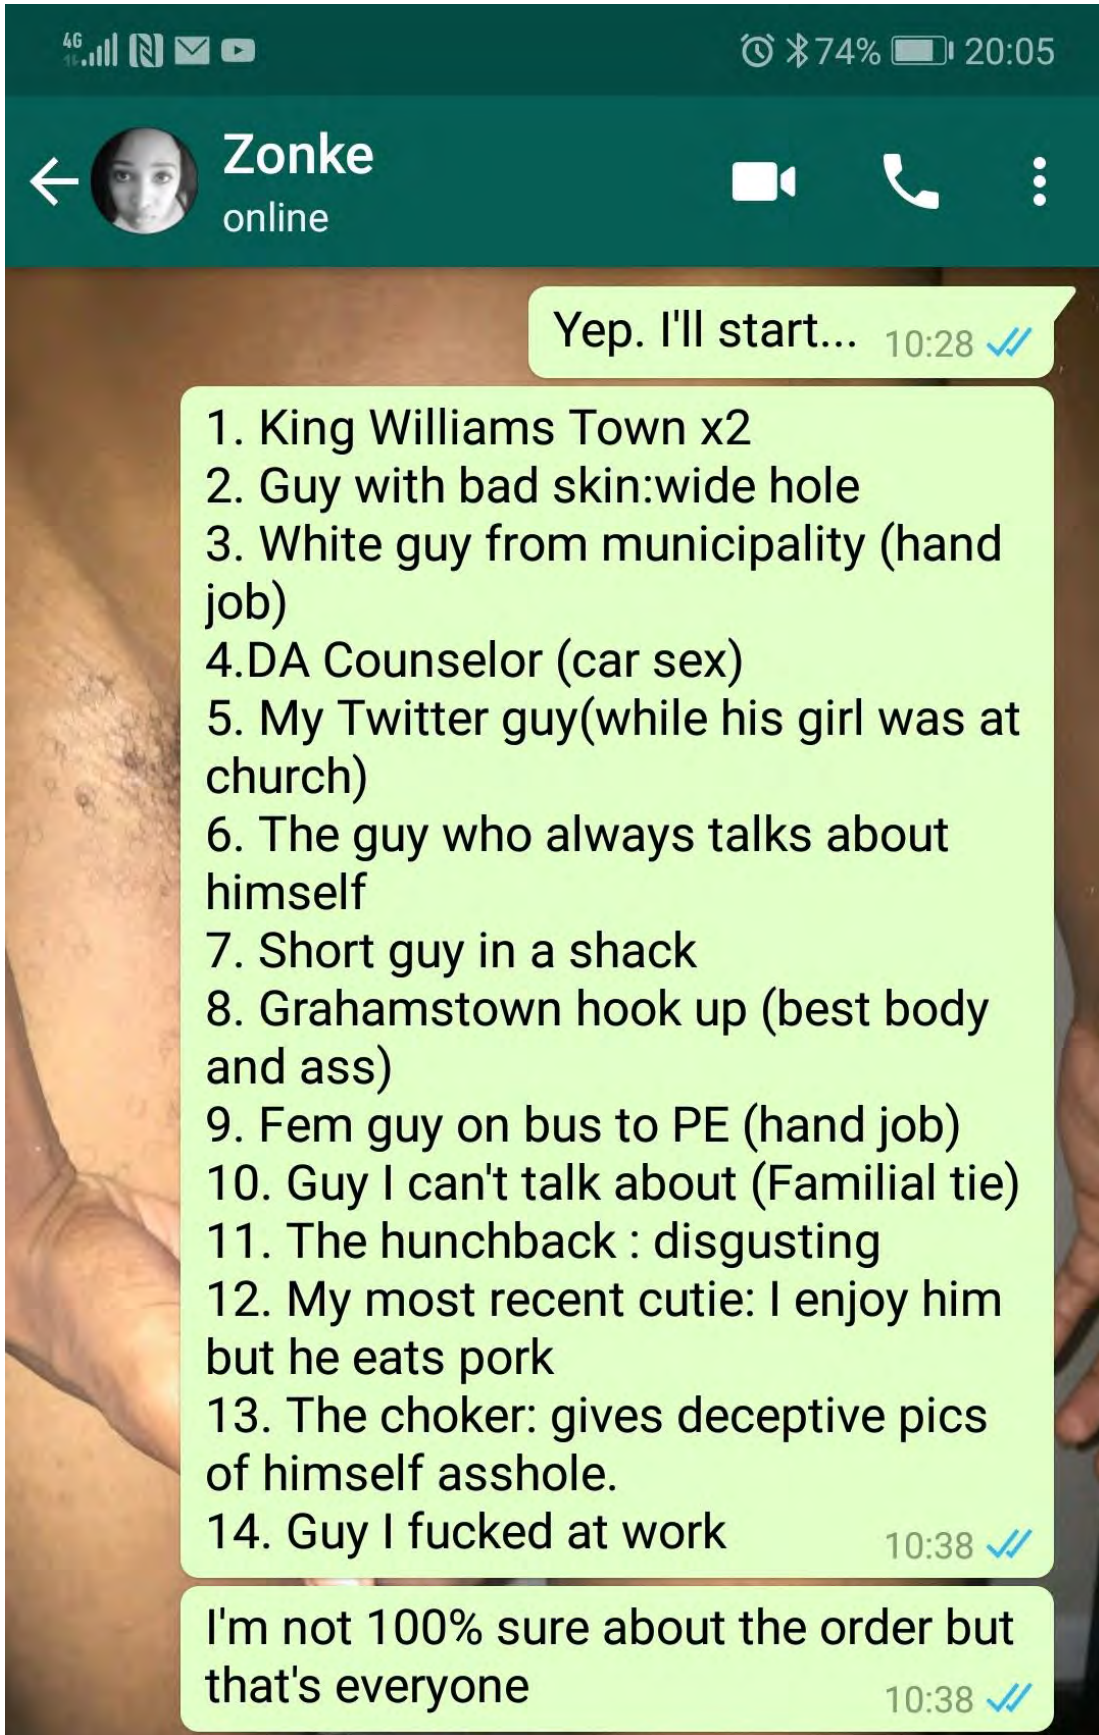 4G 74% 20:05
Zonke
online
Yep. I'll start... 10:28
1. King Williams Town x2
2. Guy with bad skin:wide hole
3. White guy from municipality (hand
job)
4.DA Counselor (car sex)
5. My Twitter guy(while his girl was at
church)
6. The guy who always talks about
himself
7. Short guy in a shack
8. Grahamstown hook up (best body
and ass)
9. Fem guy on bus to PE (hand job)
10. Guy I can't talk about (Familial tie)
11. The hunchback : disgusting
12. My most recent cutie: I enjoy him
but he eats pork
13. The choker: gives deceptive pics
of himself asshole.
14. Guy I fucked at work 10:38
I'm not 100% sure about the order but
that's everyone 10:38